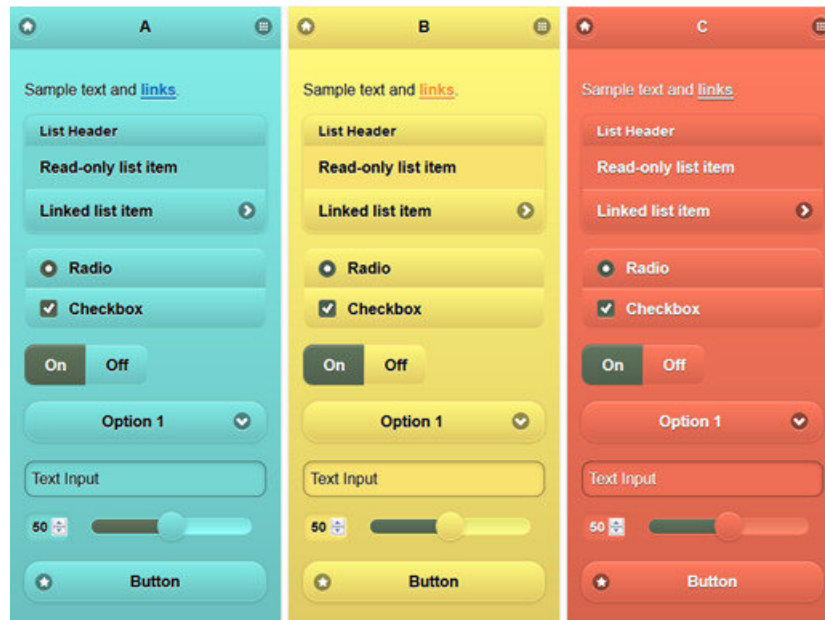 A
Sample text and links.
List Header
Read-only list item
Linked list item
Radio
Checkbox
On Off
Option 1
Text Input
50
Button
B
Sample text and links.
List Header
Read-only list item
Linked list item
Radio
Checkbox
On Off
Option 1
Text Input
50
Button
C
Sample text and links.
List Header
Read-only list item
Linked list item
Radio
Checkbox
On Off
Option 1
Text Input
50
Button